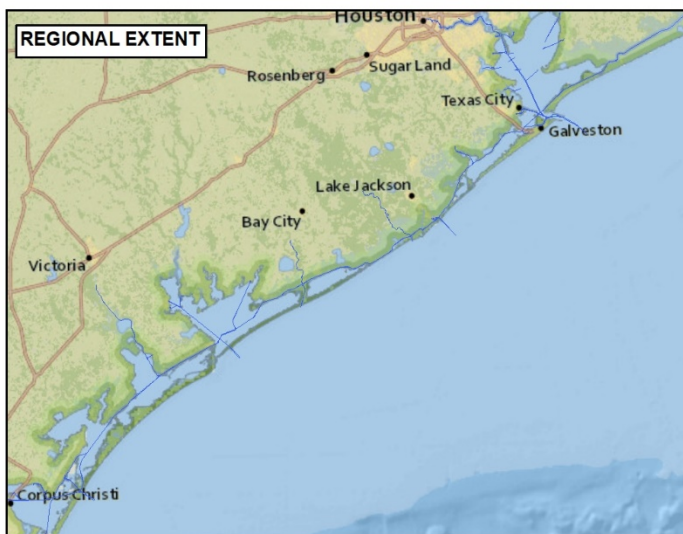 Houston
REGIONAL EXTENT
Sugar Land
Rosenberg
Texas City
Galveston
Lake Jackson
Bay City
Victoria
Corpus Christi